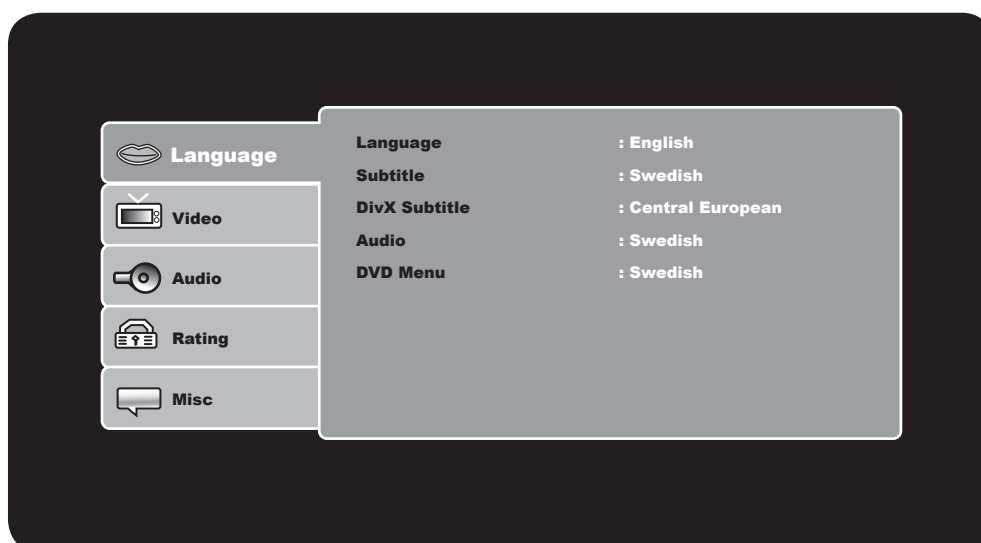 Language
Video
Audio
Rating
Misc
Language : English
Subtitle : Swedish
DivX Subtitle : Central European
Audio : Swedish
DVD Menu : Swedish